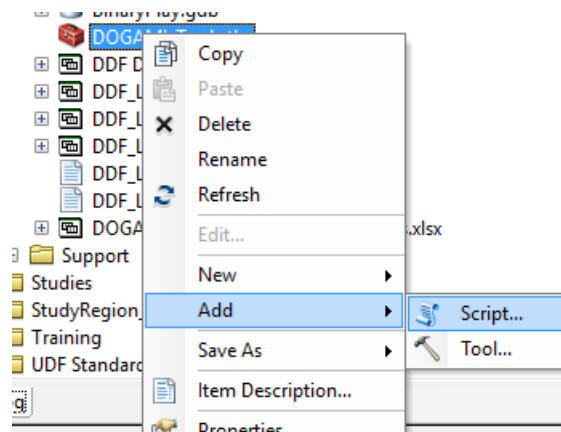 BinaryPlay.gdb
DOGAMI
DDF D
DDF_L
DDF_L
DDF_L
DDF_L
DDF_L
DOGA
s.xlsx
Support
Studies
StudyRegion_
Training
UDF Standard
Copy
Paste
Delete
Rename
Refresh
Edit...
New
Add
Save As
Item Description...
Properties
Script...
Tool...